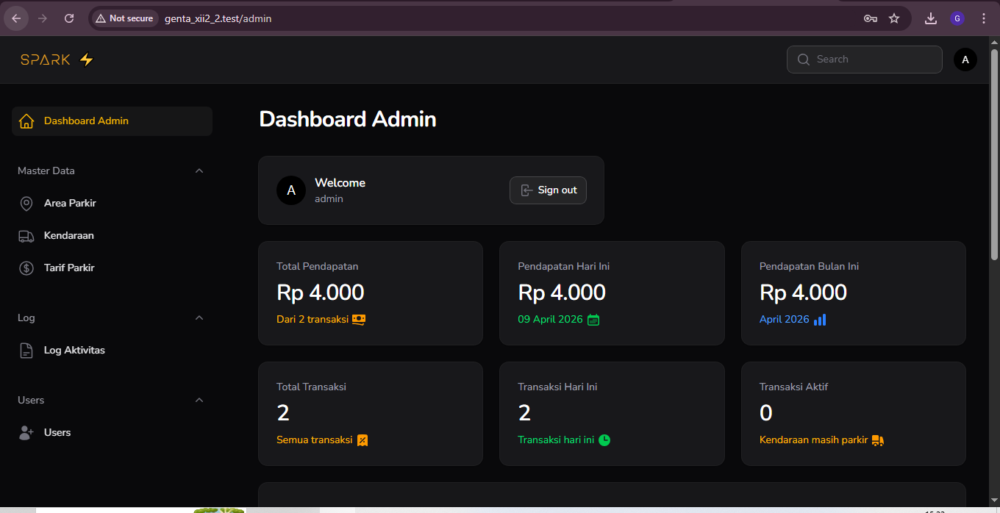 Not secure
genta_xii2_2.test/admin
G
SPARK
Search
A
Dashboard Admin
Master Data
Area Parkir
Kendaraan
Tarif Parkir
Log
Log Aktivitas
Users
Users
Dashboard Admin
A
Welcome
admin
Sign out
Total Pendapatan
Rp 4.000
Dari 2 transaksi
Pendapatan Hari Ini
Rp 4.000
09 April 2026
Pendapatan Bulan Ini
Rp 4.000
April 2026
Total Transaksi
2
Semua transaksi
Transaksi Hari Ini
2
Transaksi hari ini
Transaksi Aktif
0
Kendaraan masih parkir